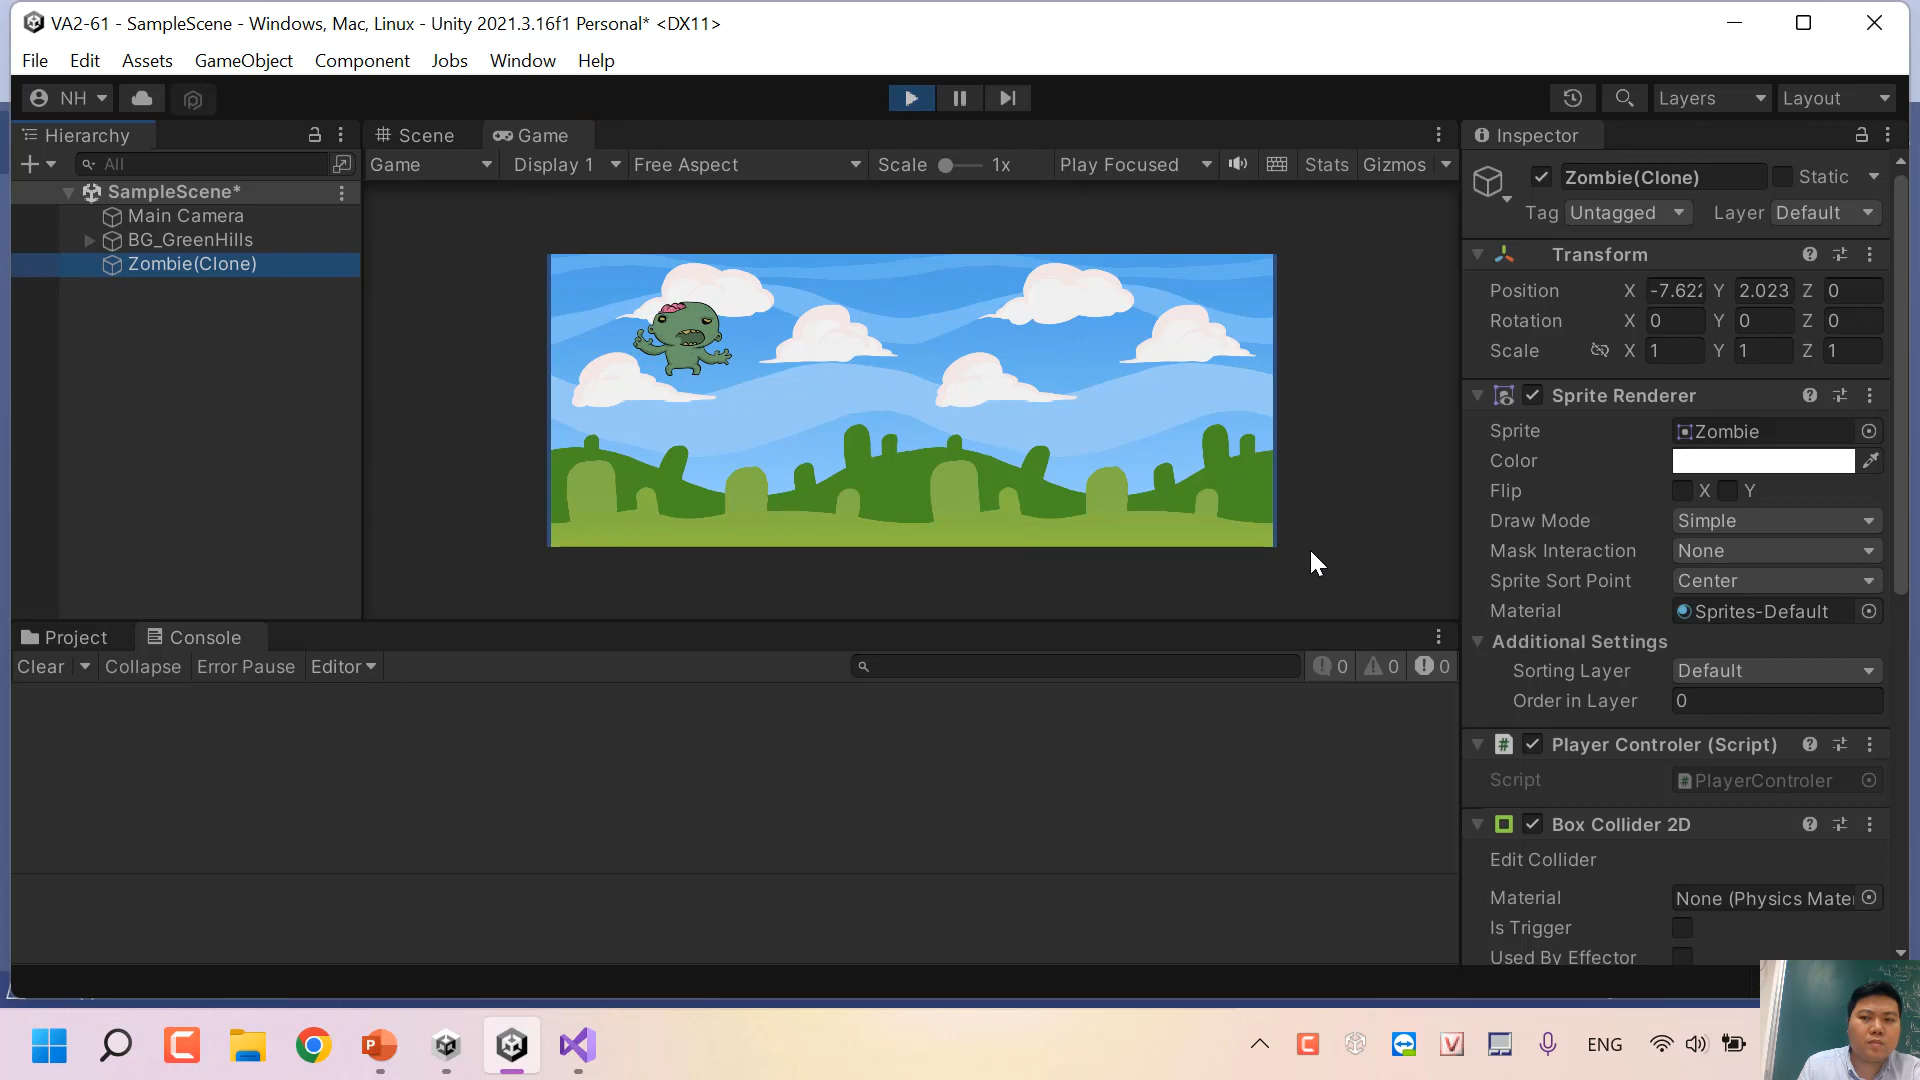 VA2-61 - SampleScene - Windows, Mac, Linux - Unity 2021.3.16f1 Personal* <DX11>
File Edit Assets GameObject Component Jobs Window Help
NH
Layers Layout
Hierarchy
All
SampleScene*
Main Camera
BG_GreenHills
Zombie(Clone)
Scene Game
Game Display 1 Free Aspect Scale 1x Play Focused Stats Gizmos
Inspector
Zombie(Clone) Static
Tag Untagged Layer Default
Transform
Position X -7.622 Y 2.023 Z 0
Rotation X 0 Y 0 Z 0
Scale X 1 Y 1 Z 1
Sprite Renderer
Sprite Zombie
Color
Flip X Y
Draw Mode Simple
Mask Interaction None
Sprite Sort Point Center
Material Sprites-Default
Additional Settings
Sorting Layer Default
Order in Layer 0
Player Controler (Script)
Script PlayerControler
Box Collider 2D
Edit Collider
Material None (Physics Mater
Is Trigger
Used By Effector
Project Console
Clear Collapse Error Pause Editor
0 0 0
ENG